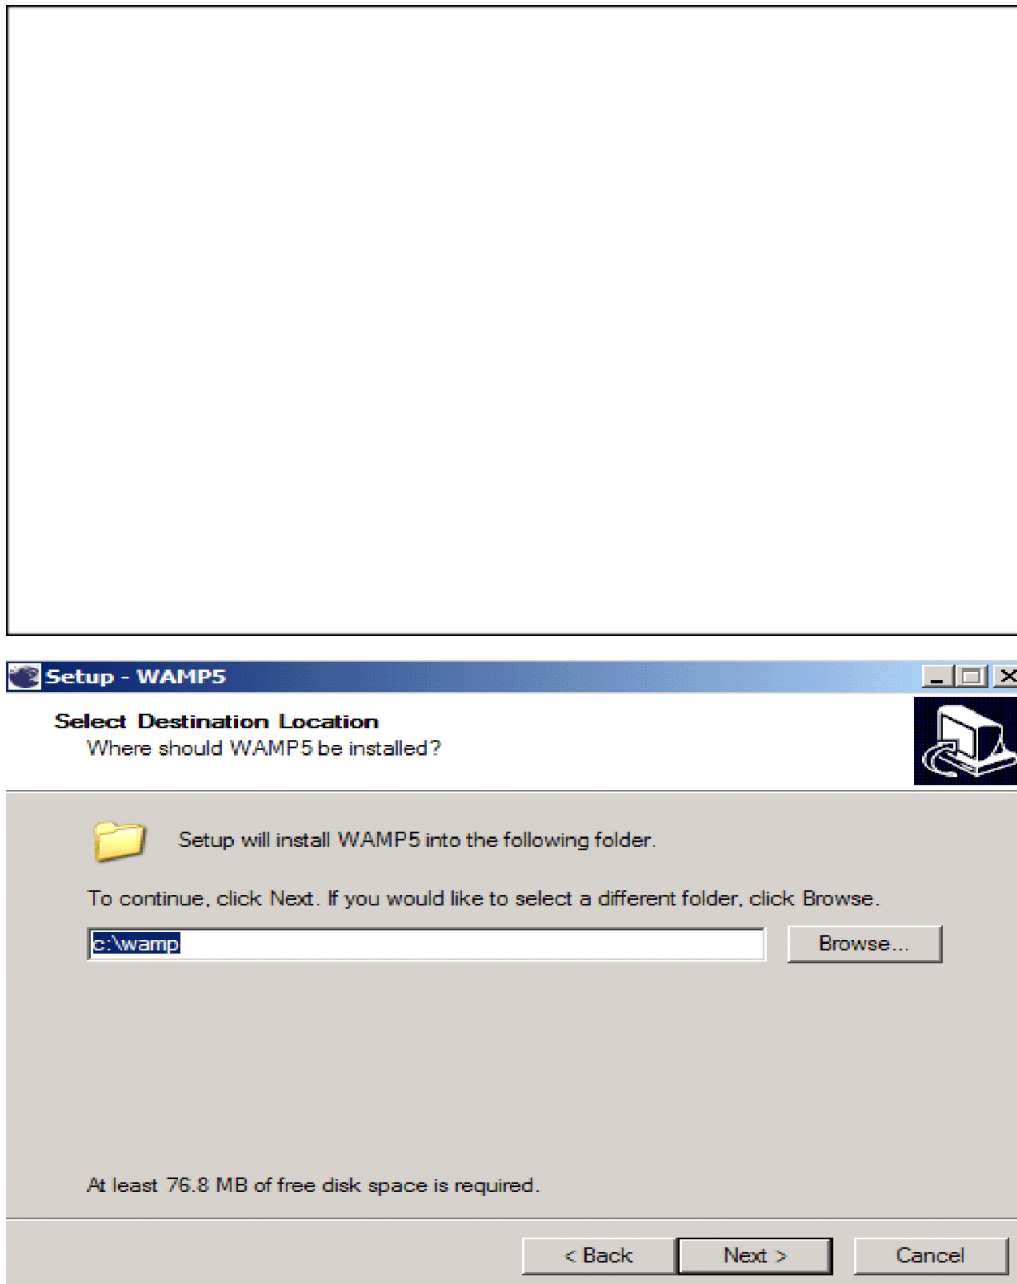 Setup - WAMP5
Select Destination Location
Where should WAMP5 be installed?
Setup will install WAMP5 into the following folder.
To continue, click Next. If you would like to select a different folder, click Browse.
c:\wamp
Browse...
At least 76.8 MB of free disk space is required.
< Back
Next >
Cancel